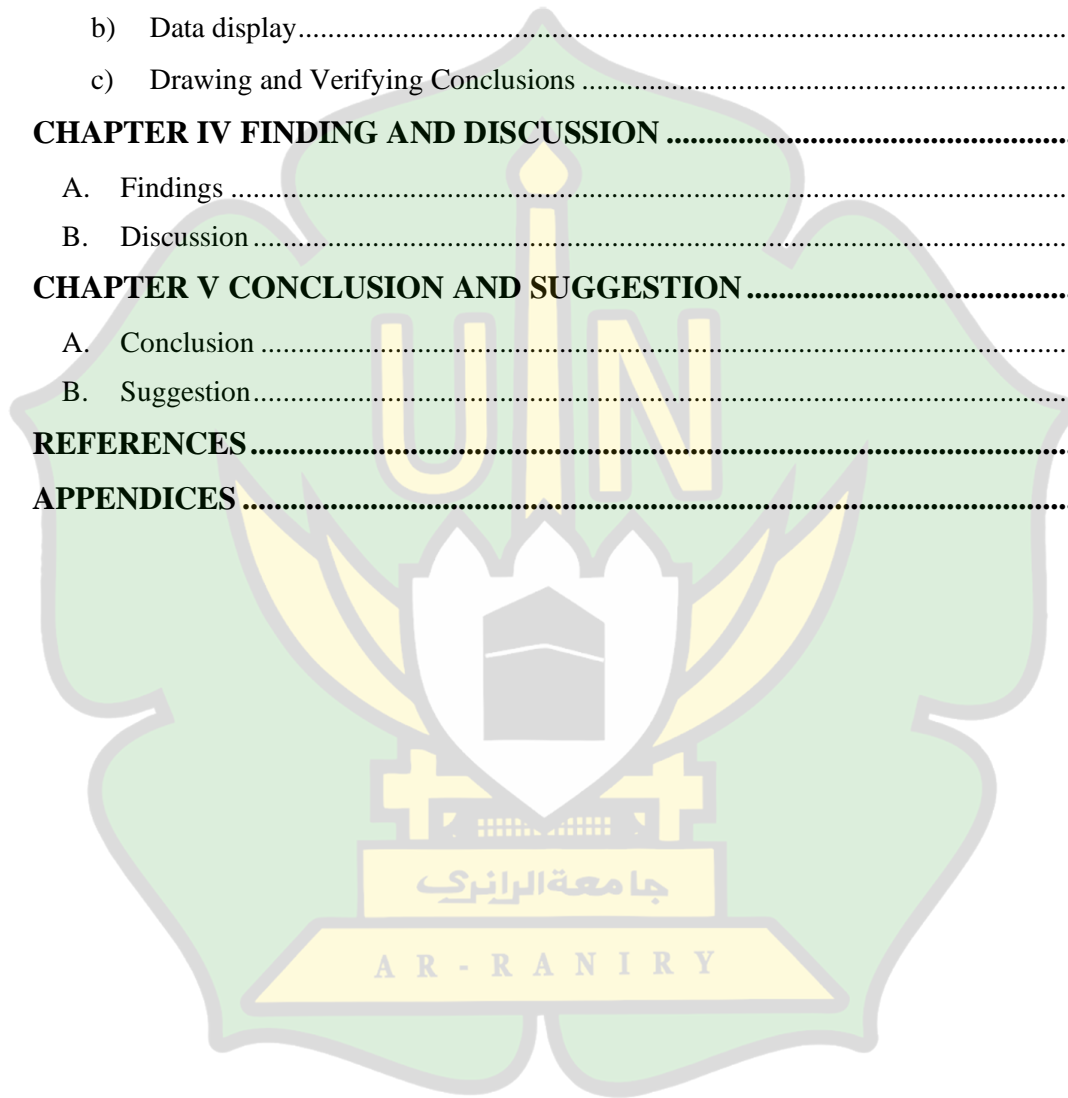 b) Data display..........................................................................................................
c) Drawing and Verifying Conclusions ...................................................................
CHAPTER IV FINDING AND DISCUSSION .......................................................
A. Findings ..................................................................................................................
B. Discussion ...............................................................................................................
CHAPTER V CONCLUSION AND SUGGESTION ............................................
A. Conclusion ..............................................................................................................
B. Suggestion...............................................................................................................
REFERENCES ..........................................................................................................
APPENDICES ...........................................................................................................
UIN
جامعة الرانري
AR-RANIRY